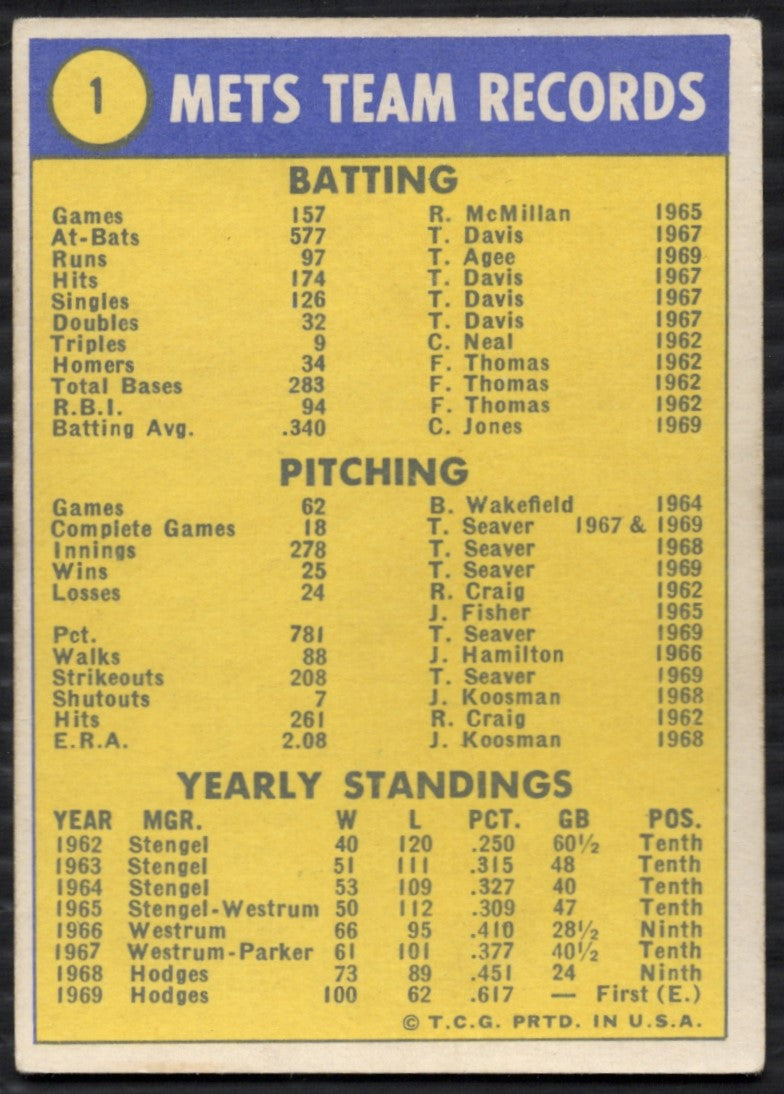 1 METS TEAM RECORDS
BATTING
Games 157 R. McMillan 1965
At-Bats 577 T. Davis 1967
Runs 97 T. Agee 1969
Hits 174 T. Davis 1967
Singles 126 T. Davis 1967
Doubles 32 T. Davis 1967
Triples 9 C. Neal 1962
Homers 34 F. Thomas 1962
Total Bases 283 F. Thomas 1962
R.B.I. 94 F. Thomas 1962
Batting Avg. .340 C. Jones 1969
PITCHING
Games 62 B. Wakefield 1964
Complete Games 18 T. Seaver 1967 & 1969
Innings 278 T. Seaver 1968
Wins 25 T. Seaver 1969
Losses 24 R. Craig 1962
J. Fisher 1965
Pct. 781 T. Seaver 1969
Walks 88 J. Hamilton 1966
Strikeouts 208 T. Seaver 1969
Shutouts 7 J. Koosman 1968
Hits 261 R. Craig 1962
E.R.A. 2.08 J. Koosman 1968
YEARLY STANDINGS
YEAR MGR. W L PCT. GB POS.
1962 Stengel 40 120 .250 60½ Tenth
1963 Stengel 51 111 .315 48 Tenth
1964 Stengel 53 109 .327 40 Tenth
1965 Stengel-Westrum 50 112 .309 47 Tenth
1966 Westrum 66 95 .410 28½ Ninth
1967 Westrum-Parker 61 101 .377 40½ Tenth
1968 Hodges 73 89 .451 24 Ninth
1969 Hodges 100 62 .617 — First (E.)
© T.C.G. PRTD. IN U.S.A.